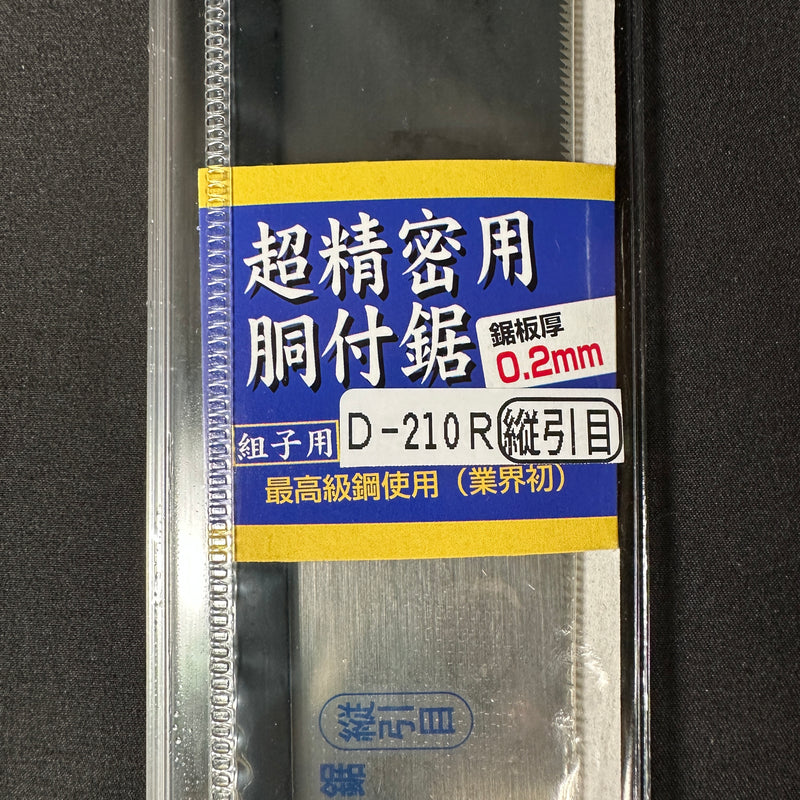 超精密用
胴付鋸
鋸板厚
0.2mm
組子用
D-210R 縦引目
最高級鋼使用（業界初）
縦引目
鋸